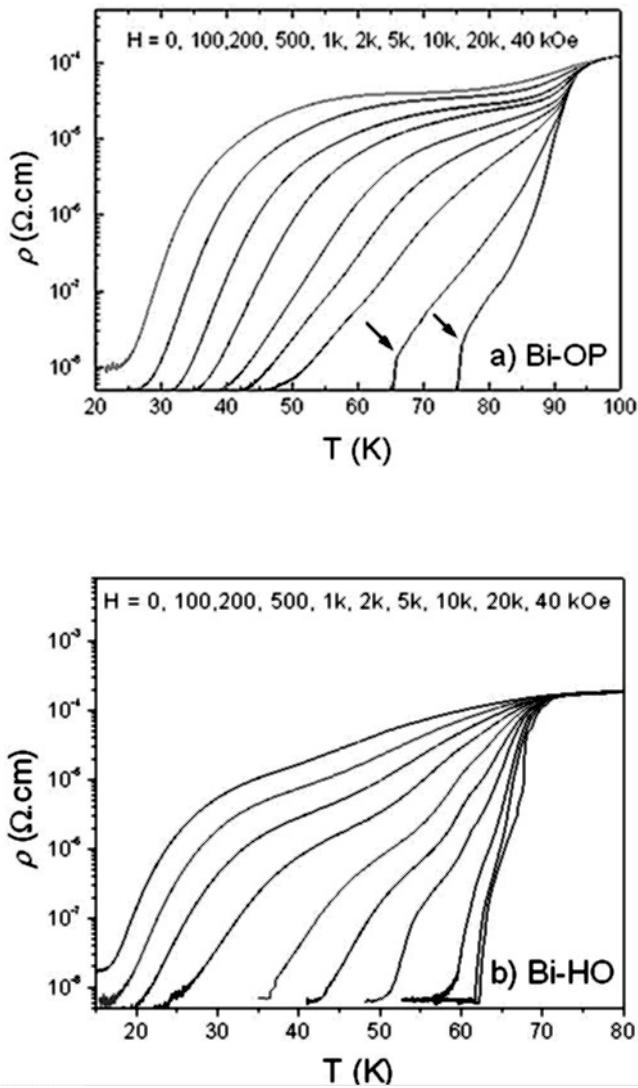 H = 0, 100,200, 500, 1k, 2k, 5k, 10k, 20k, 40 kOe
10⁻⁴
10⁻⁵
10⁻⁶
10⁻⁷
10⁻⁸
ρ (Ω.cm)
a) Bi-OP
20 30 40 50 60 70 80 90 100
T (K)
H = 0, 100,200, 500, 1k, 2k, 5k, 10k, 20k, 40 kOe
10⁻³
10⁻⁴
10⁻⁵
10⁻⁶
10⁻⁷
10⁻⁸
ρ (Ω.cm)
b) Bi-HO
20 30 40 50 60 70 80
T (K)